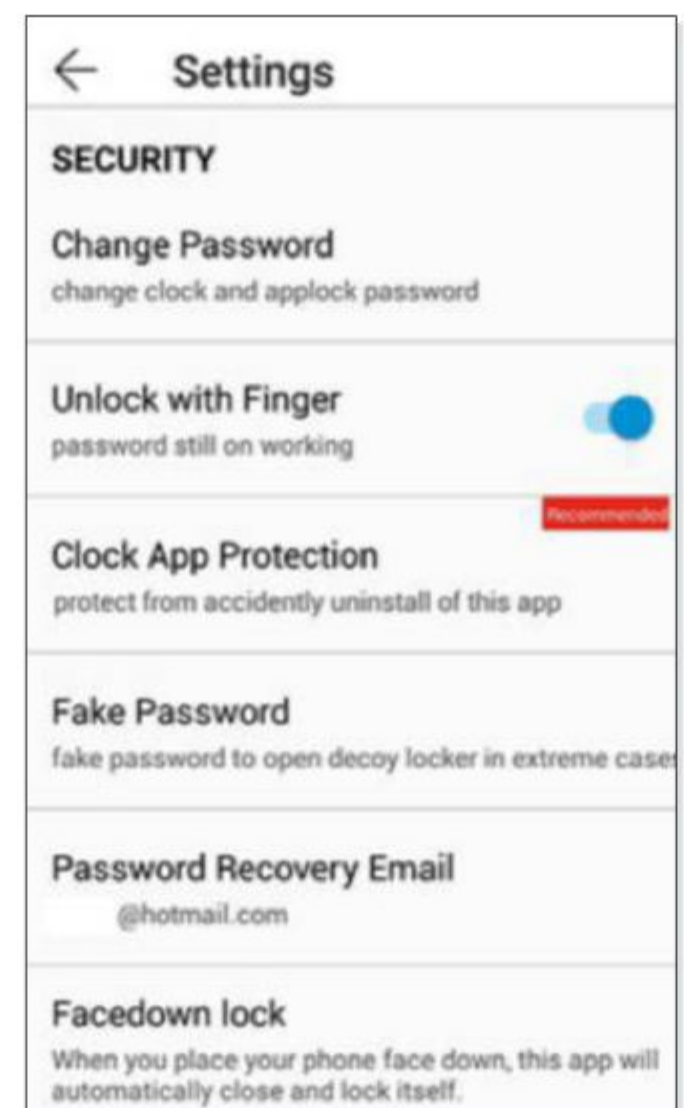 Settings
SECURITY
Change Password
change clock and applock password
Unlock with Finger
password still on working
Recommended
Clock App Protection
protect from accidently uninstall of this app
Fake Password
fake password to open decoy locker in extreme cases
Password Recovery Email
@hotmail.com
Facedown lock
When you place your phone face down, this app will
automatically close and lock itself.